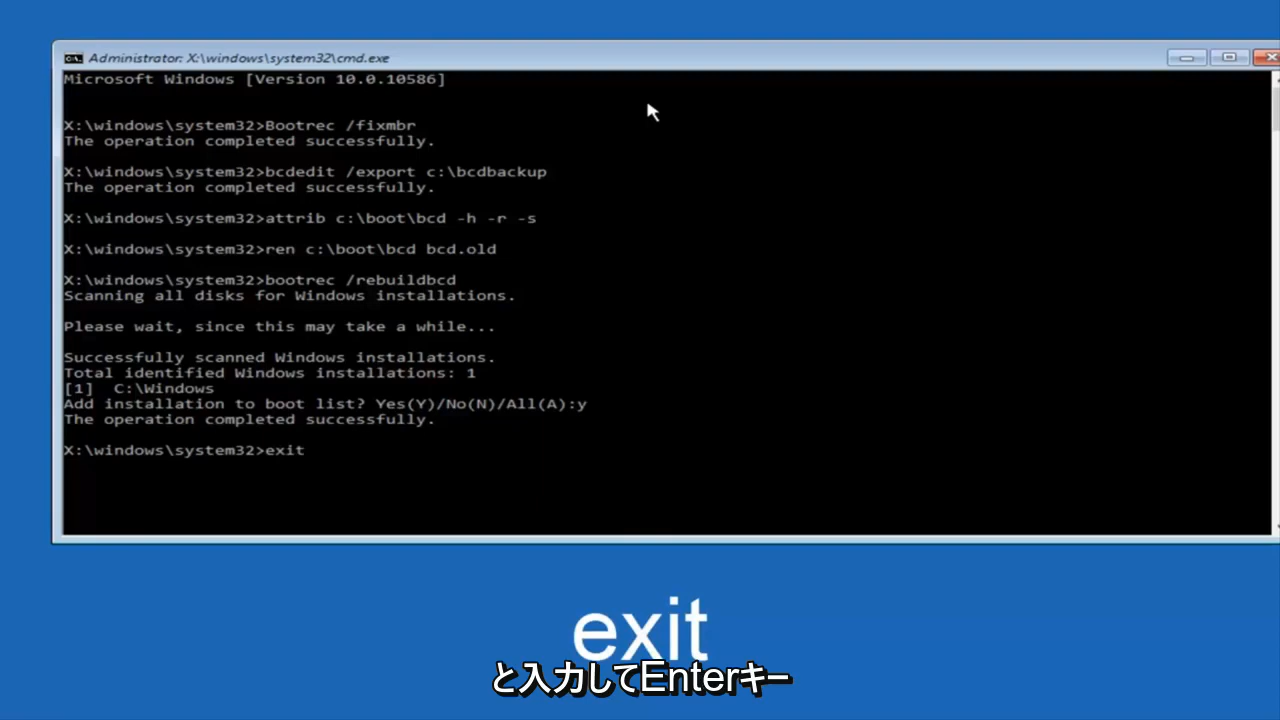 Administrator: X:\windows\system32\cmd.exe
Microsoft Windows [Version 10.0.10586]
X:\windows\system32>Bootrec /fixmbr
The operation completed successfully.
X:\windows\system32>bcdedit /export c:\bcdbackup
The operation completed successfully.
X:\windows\system32>attrib c:\boot\bcd -h -r -s
X:\windows\system32>ren c:\boot\bcd bcd.old
X:\windows\system32>bootrec /rebuildbcd
Scanning all disks for Windows installations.
Please wait, since this may take a while...
Successfully scanned Windows installations.
Total identified Windows installations: 1
[1]  C:\Windows
Add installation to boot list? Yes(Y)/No(N)/All(A):y
The operation completed successfully.
X:\windows\system32>exit
exit
と入力してEnterキー